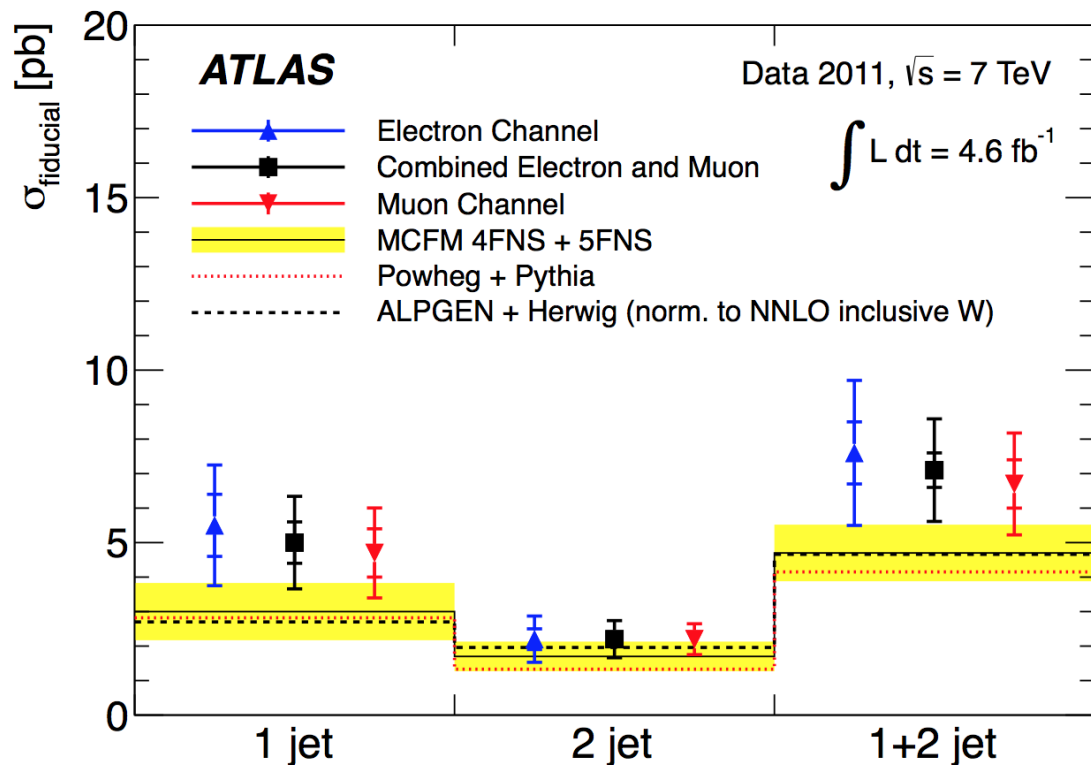 σfiducial [pb]
20
15
10
5
0
ATLAS
Data 2011, √s = 7 TeV
∫ L dt = 4.6 fb⁻¹
Electron Channel
Combined Electron and Muon
Muon Channel
MCFM 4FNS + 5FNS
Powheg + Pythia
ALPGEN + Herwig (norm. to NNLO inclusive W)
1 jet
2 jet
1+2 jet